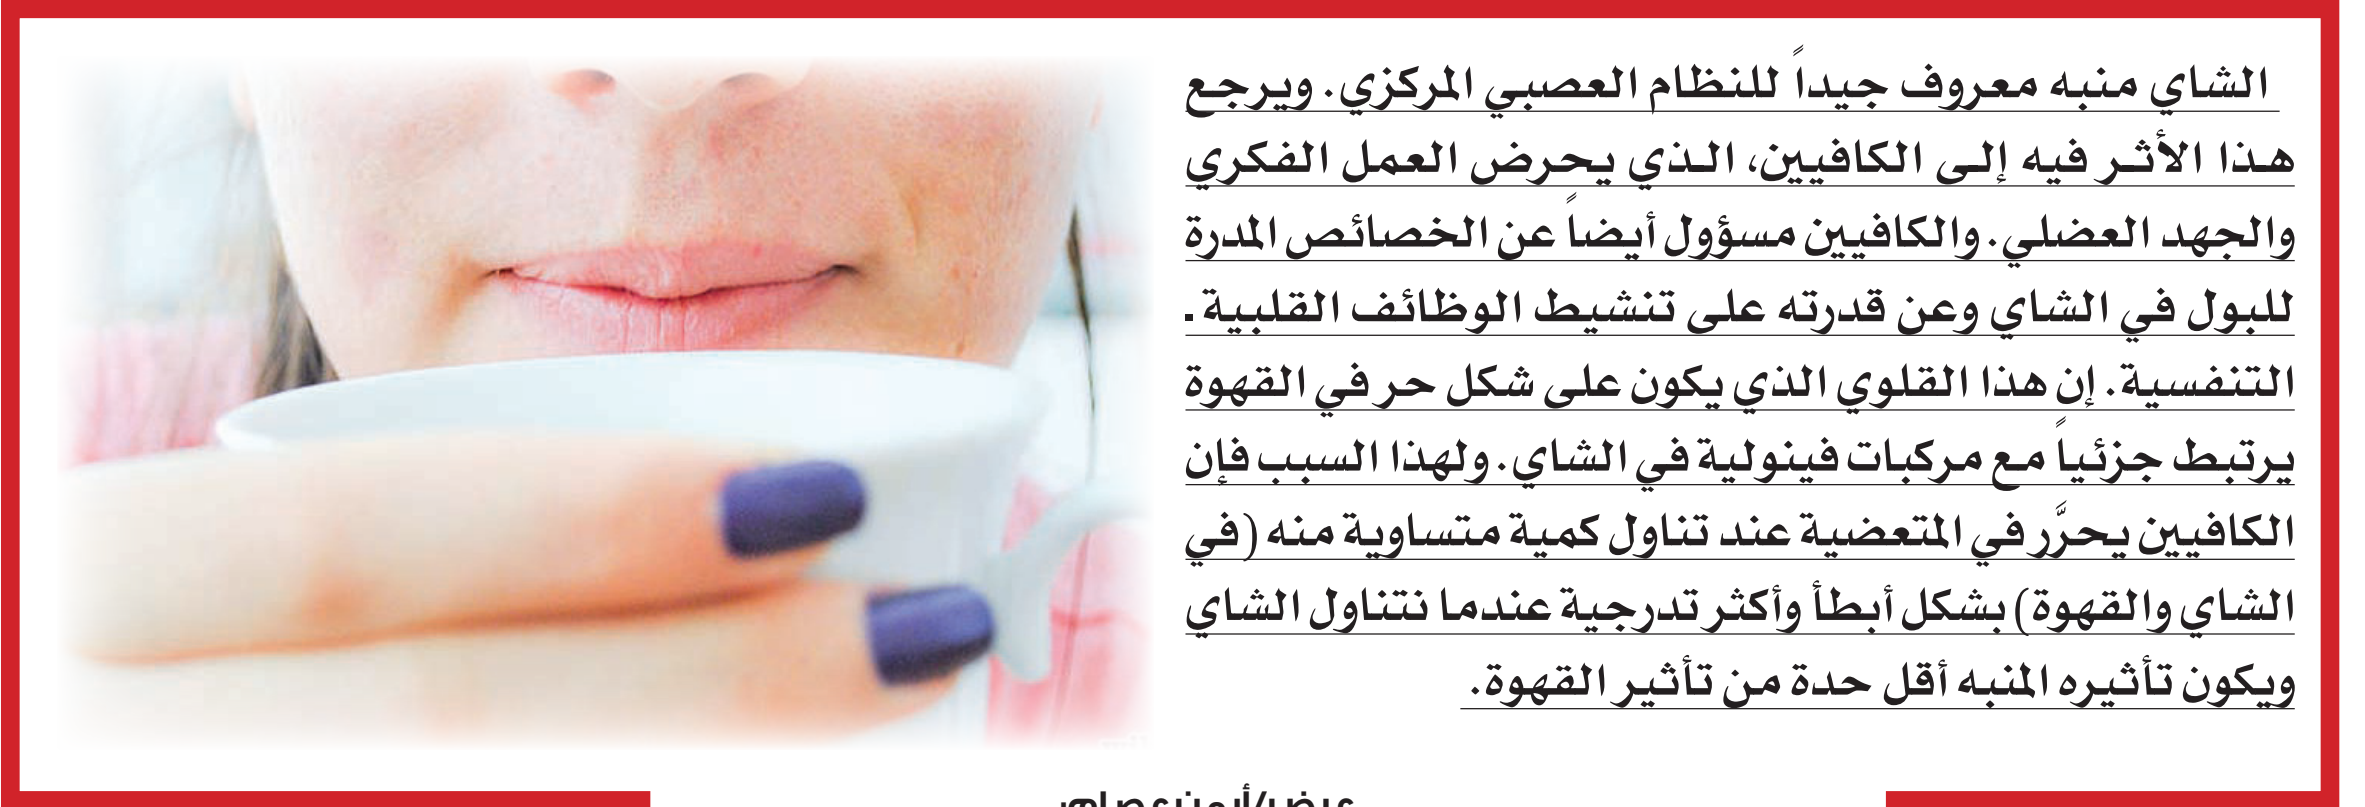 الشاي منبه معروف جيداً للنظام العصبي المركزي. ويرجع
هـذا الأثـر فيه إلـى الكافيين، الـذي يحرض العمل الفكري
والجهد العضلي. والكافيين مسؤول أيضاً عن الخصائص المدرة
للبول في الشاي وعن قدرته على تنشيط الوظائف القلبية -
التنفسية. إن هذا القلوي الذي يكون على شكل حر في القهوة
يرتبط جزئياً مع مركبات فينولية في الشاي. ولهذا السبب فإن
الكافيين يحرَّر في المتعضية عند تناول كمية متساوية منه (في
الشاي والقهوة) بشكل أبطأ وأكثر تدرجية عندما نتناول الشاي
ويكون تأثيره المنبه أقل حدة من تأثير القهوة.